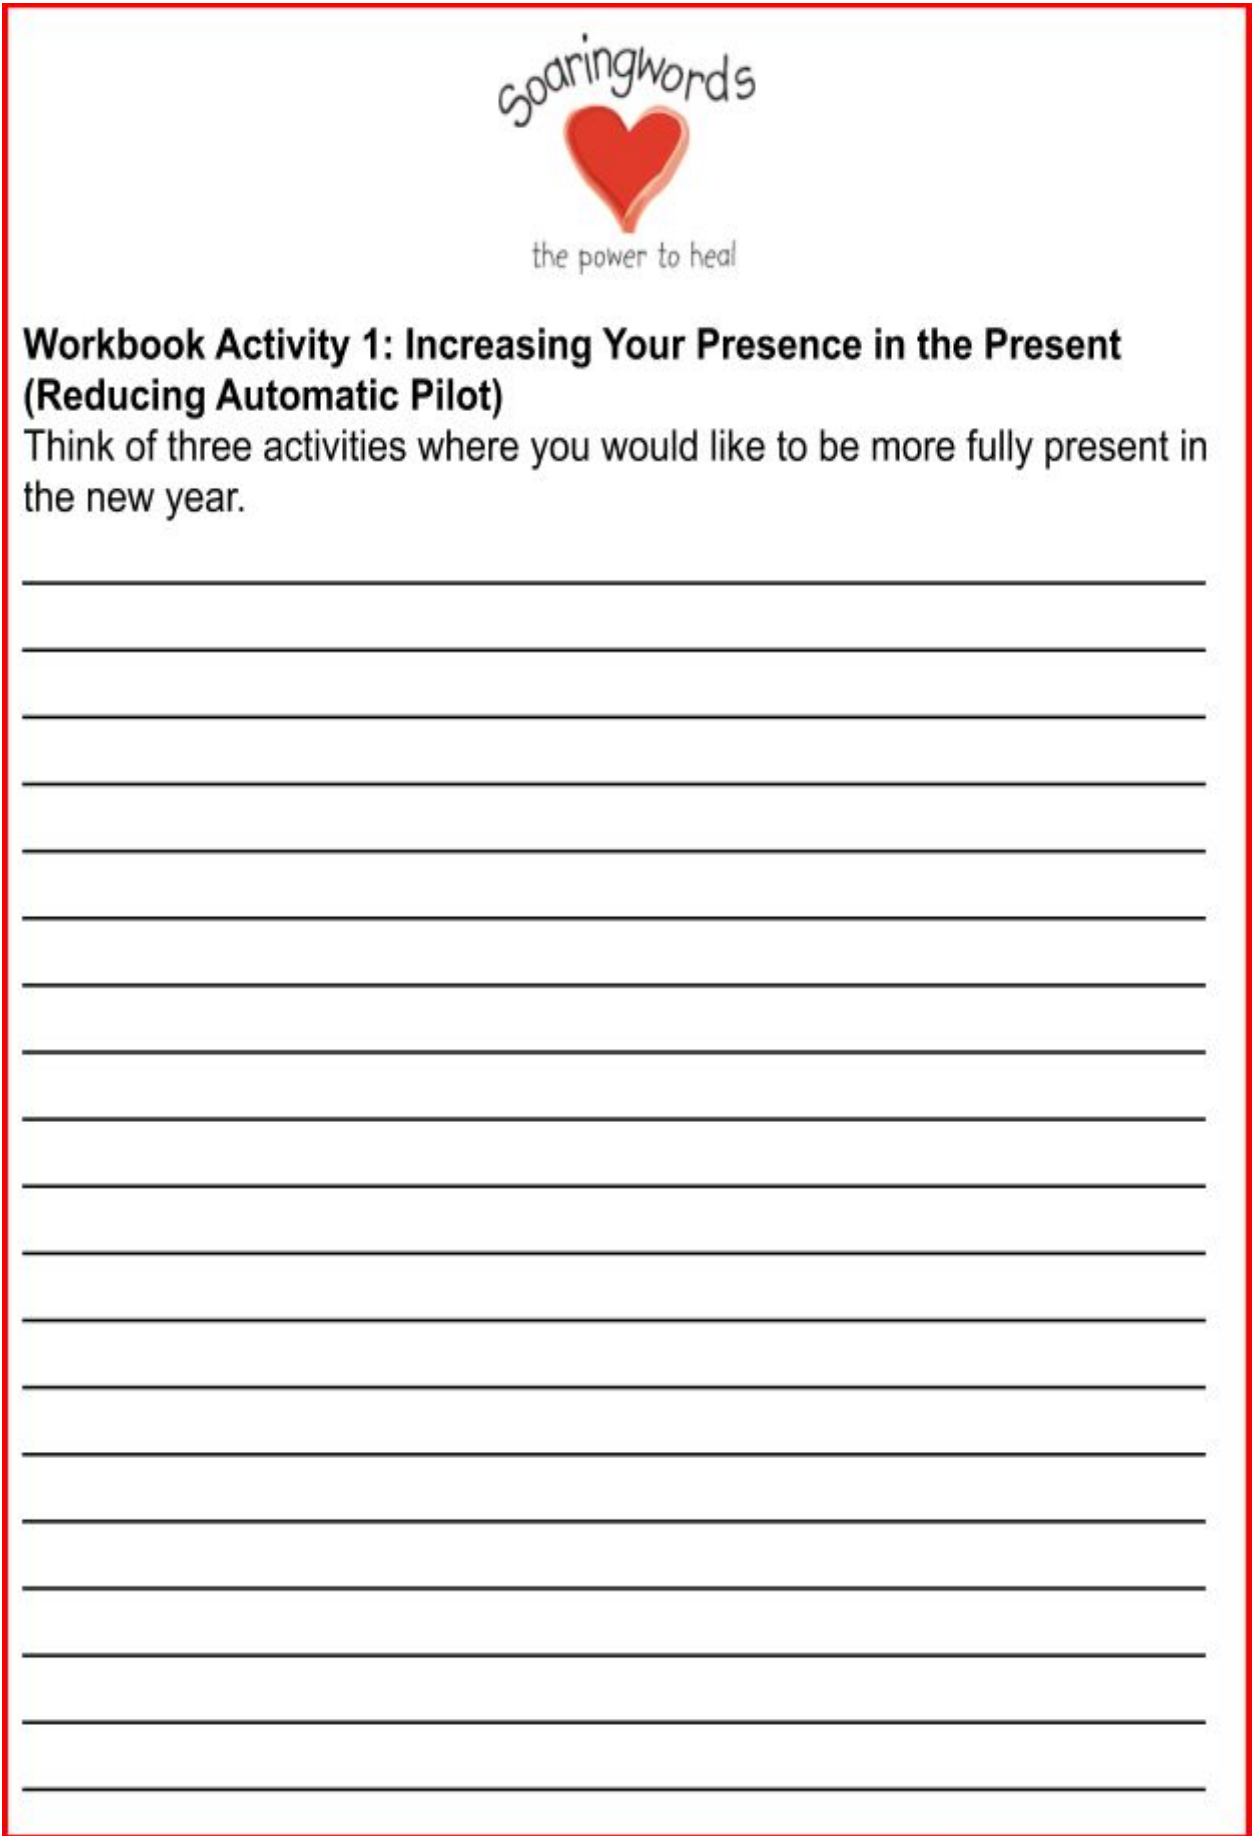 Soaringwords
the power to heal
Workbook Activity 1: Increasing Your Presence in the Present
(Reducing Automatic Pilot)
Think of three activities where you would like to be more fully present in
the new year.